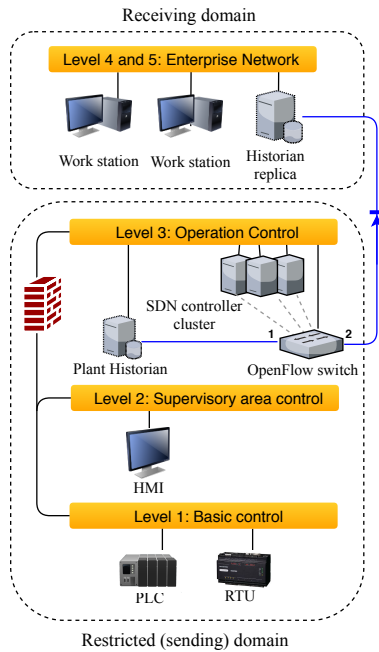 Receiving domain
Level 4 and 5: Enterprise Network
Work station
Work station
Historian
replica
Level 3: Operation Control
SDN controller
cluster
1
2
Plant Historian
OpenFlow switch
Level 2: Supervisory area control
HMI
Level 1: Basic control
PLC
RTU
Restricted (sending) domain